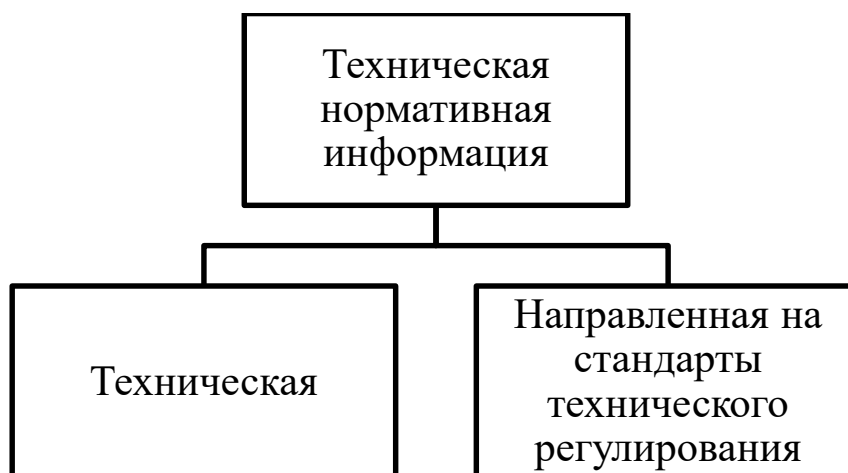 Техническая
нормативная
информация
Техническая
Направленная на
стандарты
технического
регулирования